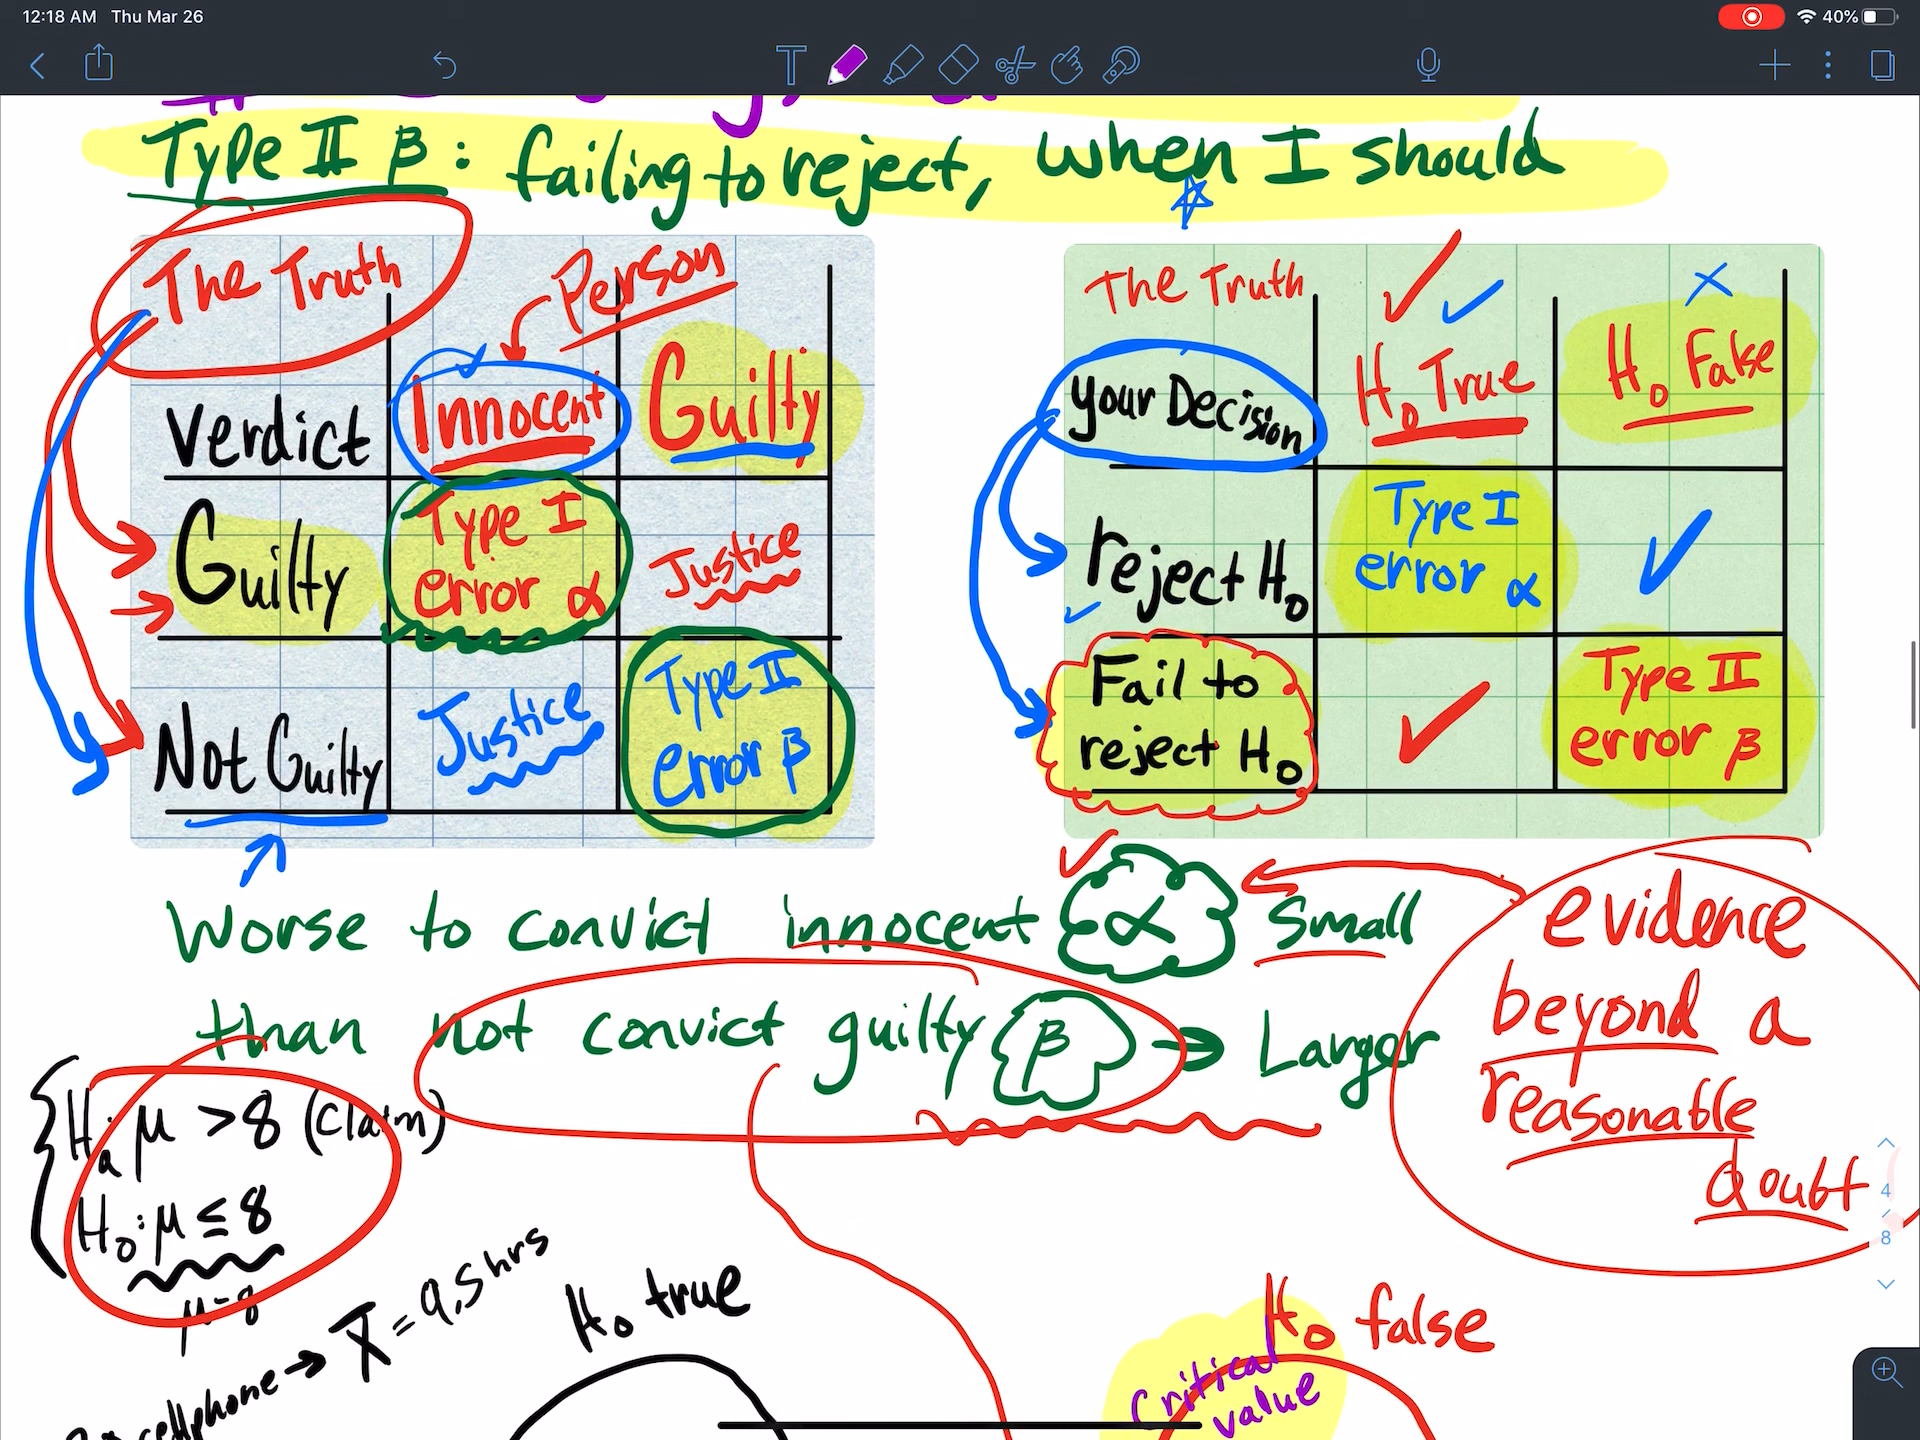 12:18 AM Thu Mar 26
40%
Type II β: failing to reject, when I should
The Truth
Person
Verdict
Innocent
Guilty
Guilty
Type I error α
Justice
Not Guilty
Justice
Type II error β
The Truth
your Decision
H0 True
H0 False
reject H0
Type I error α
Fail to reject H0
Type II error β
Worse to convict innocent α Small
than not convict guilty β → Larger
evidence
beyond a
reasonable
doubt
Ha μ > 8 (claim)
H0: μ ≤ 8
μ = 8
cellphone → X̄ = 9.5 hrs
H0 true
H0 false
Critical
value
4
8